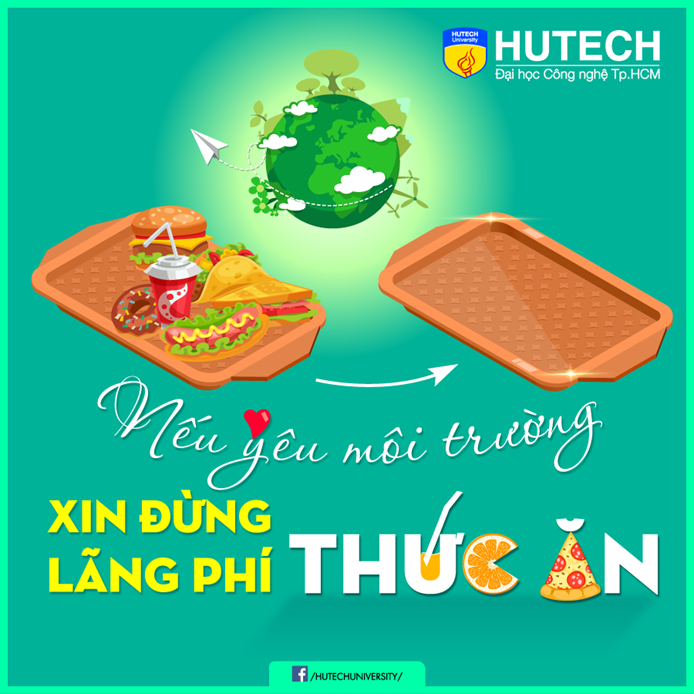 HUTECH
University
HUTECH
Đại học Công nghệ Tp.HCM
Nếu yêu môi trường
XIN ĐỪNG
LÃNG PHÍ THỨC ĂN
/HUTECHUNIVERSITY/